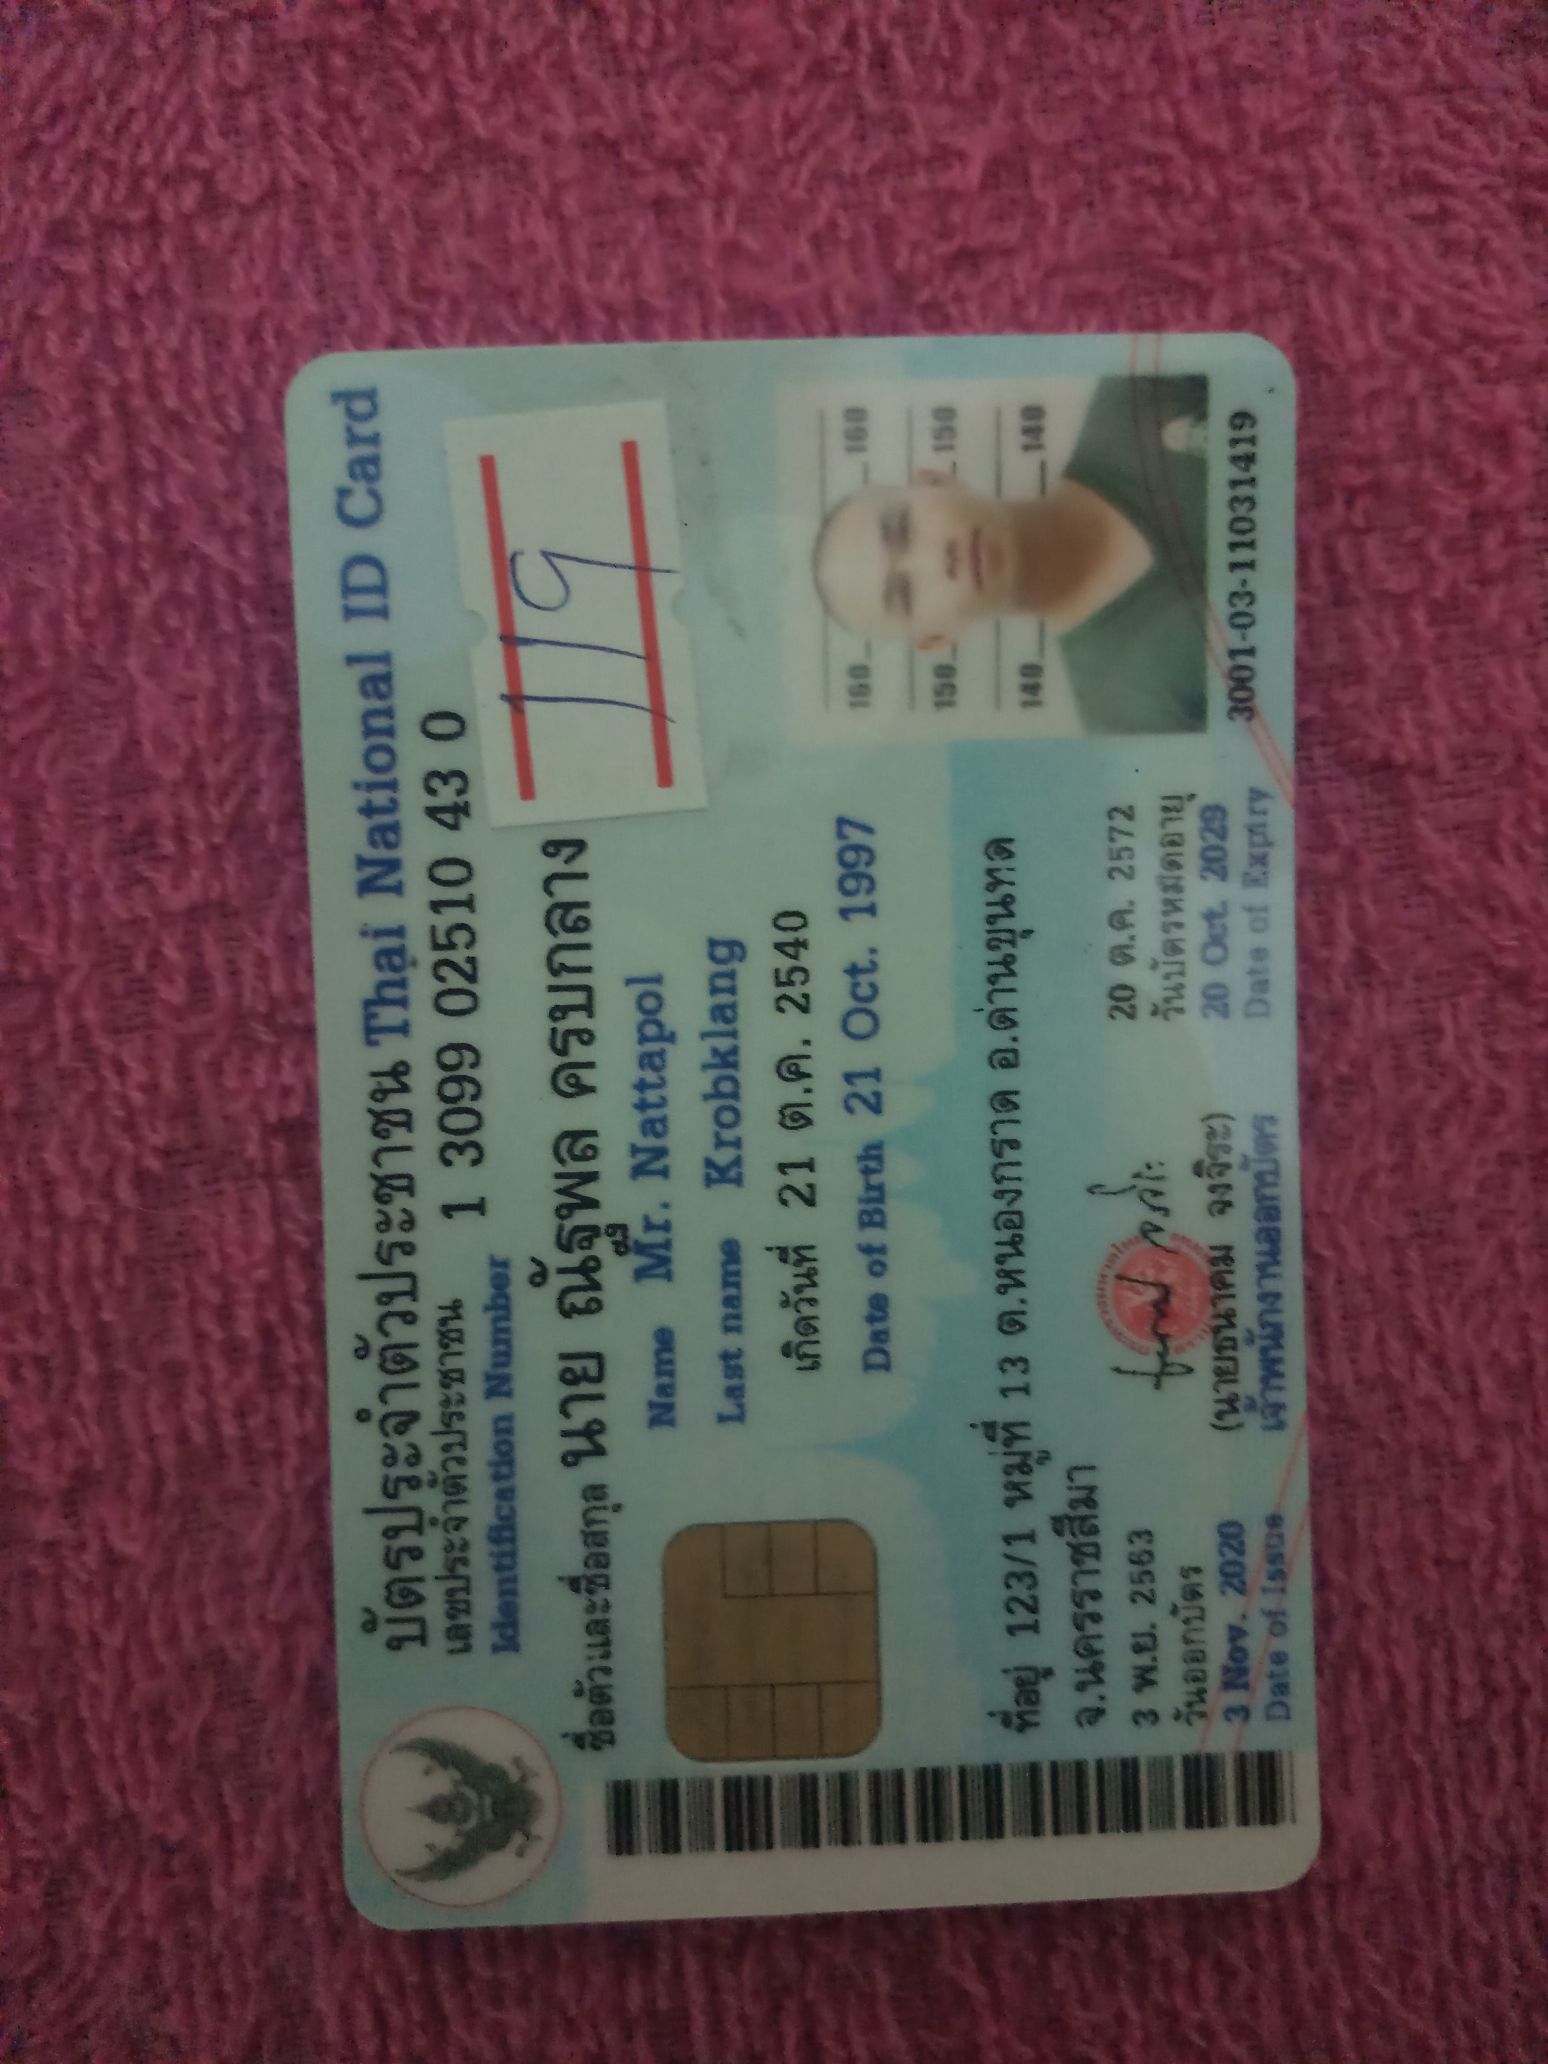 บัตรประจำตัวประชาชน Thai National ID Card
เลขประจำตัวประชาชน 1 3099 02510 43 0
Identification Number
119
ชื่อตัวและชื่อสกุล นาย ณัฐพล ครบกลาง
Name Mr. Nattapol
Last name Krobklang
เกิดวันที่ 21 ต.ค. 2540
Date of Birth 21 Oct. 1997
ที่อยู่ 123/1 หมู่ที่ 13 ต.หนองกราด อ.ด่านขุนทด
จ.นครราชสีมา
3 พ.ย. 2563
วันออกบัตร
3 Nov. 2020
Date of Issue
(นายธนาคม จงจิระ)
เจ้าพนักงานออกบัตร
20 ต.ค. 2572
วันบัตรหมดอายุ
20 Oct. 2029
Date of Expiry
160 160
150 150
140 140
3001-03-11031419